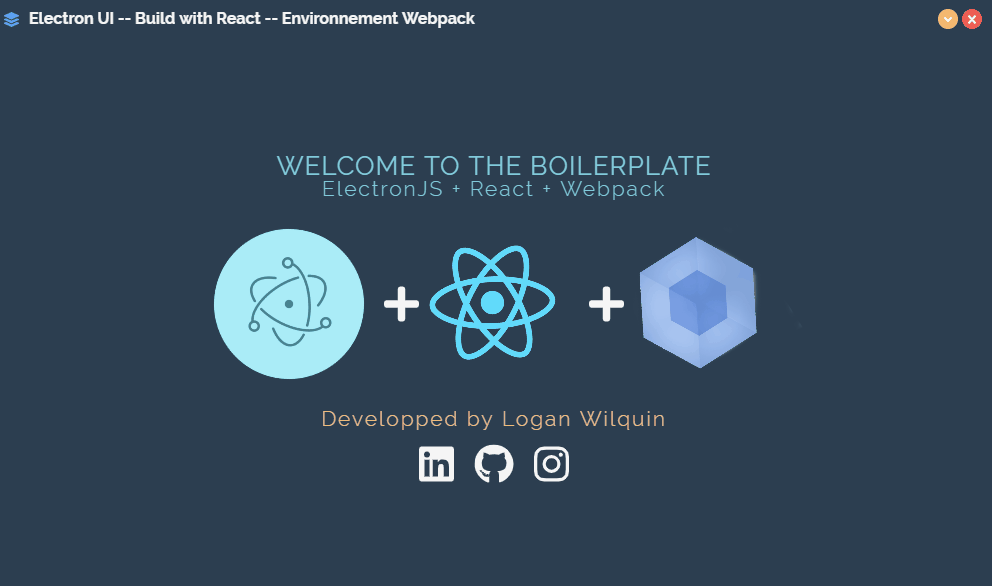 Electron UI -- Build with React -- Environnement Webpack
WELCOME TO THE BOILERPLATE
ElectronJS + React + Webpack
Developped by Logan Wilquin